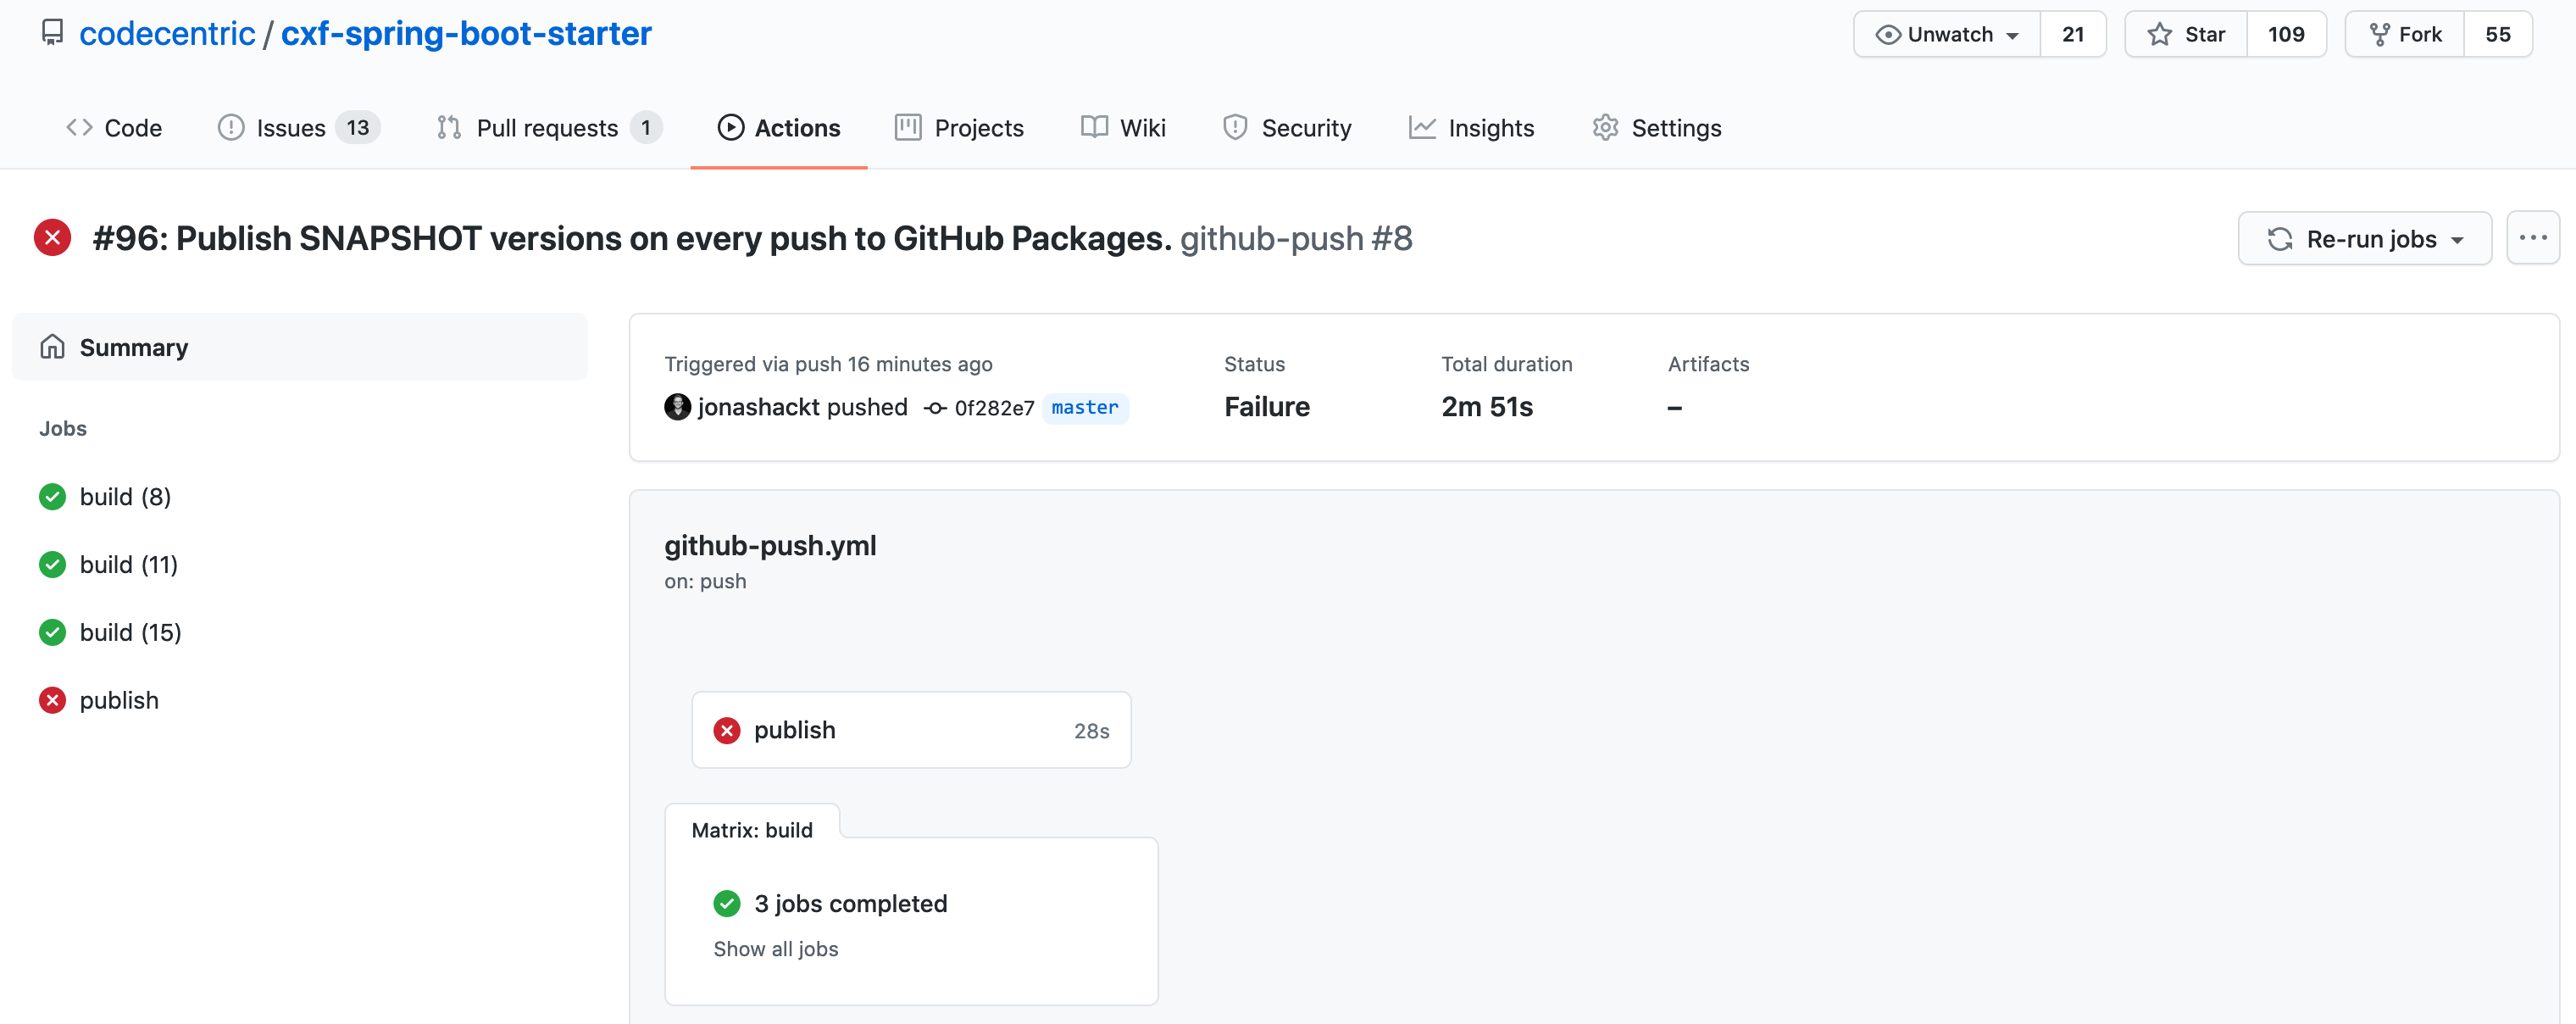 codecentric / cxf-spring-boot-starter
Unwatch 21
Star 109
Fork 55
Code
Issues 13
Pull requests 1
Actions
Projects
Wiki
Security
Insights
Settings
#96: Publish SNAPSHOT versions on every push to GitHub Packages. github-push #8
Re-run jobs
Summary
Jobs
build (8)
build (11)
build (15)
publish
Triggered via push 16 minutes ago
jonashackt pushed 0f282e7 master
Status
Failure
Total duration
2m 51s
Artifacts
–
github-push.yml
on: push
publish 28s
Matrix: build
3 jobs completed
Show all jobs